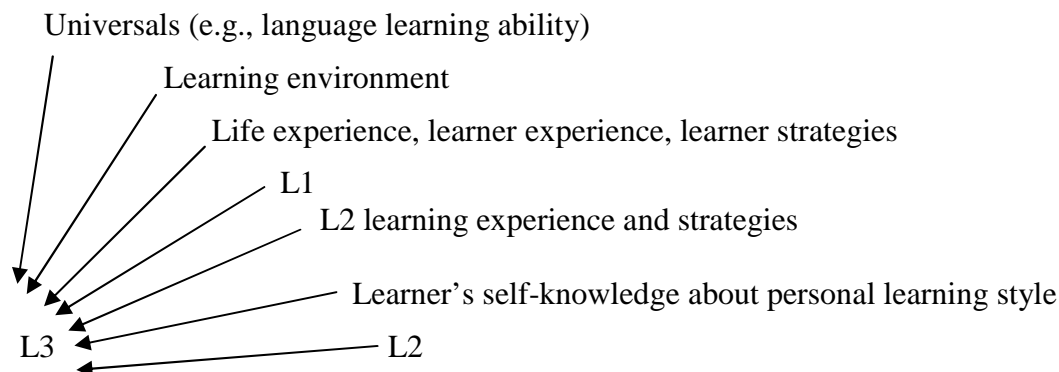 Universals (e.g., language learning ability)
Learning environment
Life experience, learner experience, learner strategies
L1
L2 learning experience and strategies
Learner’s self-knowledge about personal learning style
L3
L2